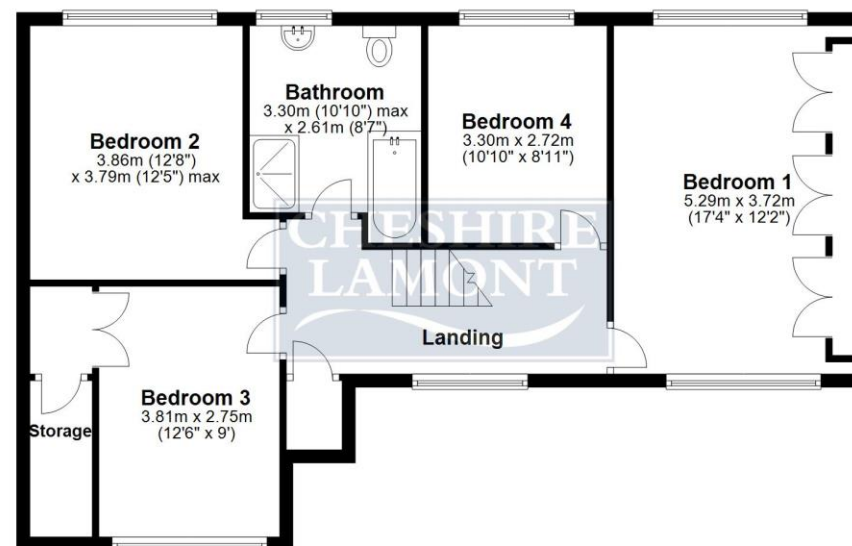 Bathroom
3.30m (10'10") max
x 2.61m (8'7")
Bedroom 2
3.86m (12'8")
x 3.79m (12'5") max
Bedroom 4
3.30m x 2.72m
(10'10" x 8'11")
Bedroom 1
5.29m x 3.72m
(17'4" x 12'2")
CHESHIRE
LAMONT
Landing
Bedroom 3
3.81m x 2.75m
(12'6" x 9')
Storage